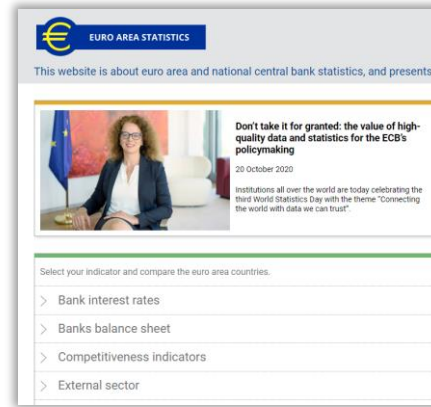 EURO AREA STATISTICS
This website is about euro area and national central bank statistics, and presents
Don't take it for granted: the value of high-
quality data and statistics for the ECB's
policymaking
20 October 2020
Institutions all over the world are today celebrating the
third World Statistics Day with the theme "Connecting
the world with data we can trust".
Select your indicator and compare the euro area countries.
Bank interest rates
Banks balance sheet
Competitiveness indicators
External sector